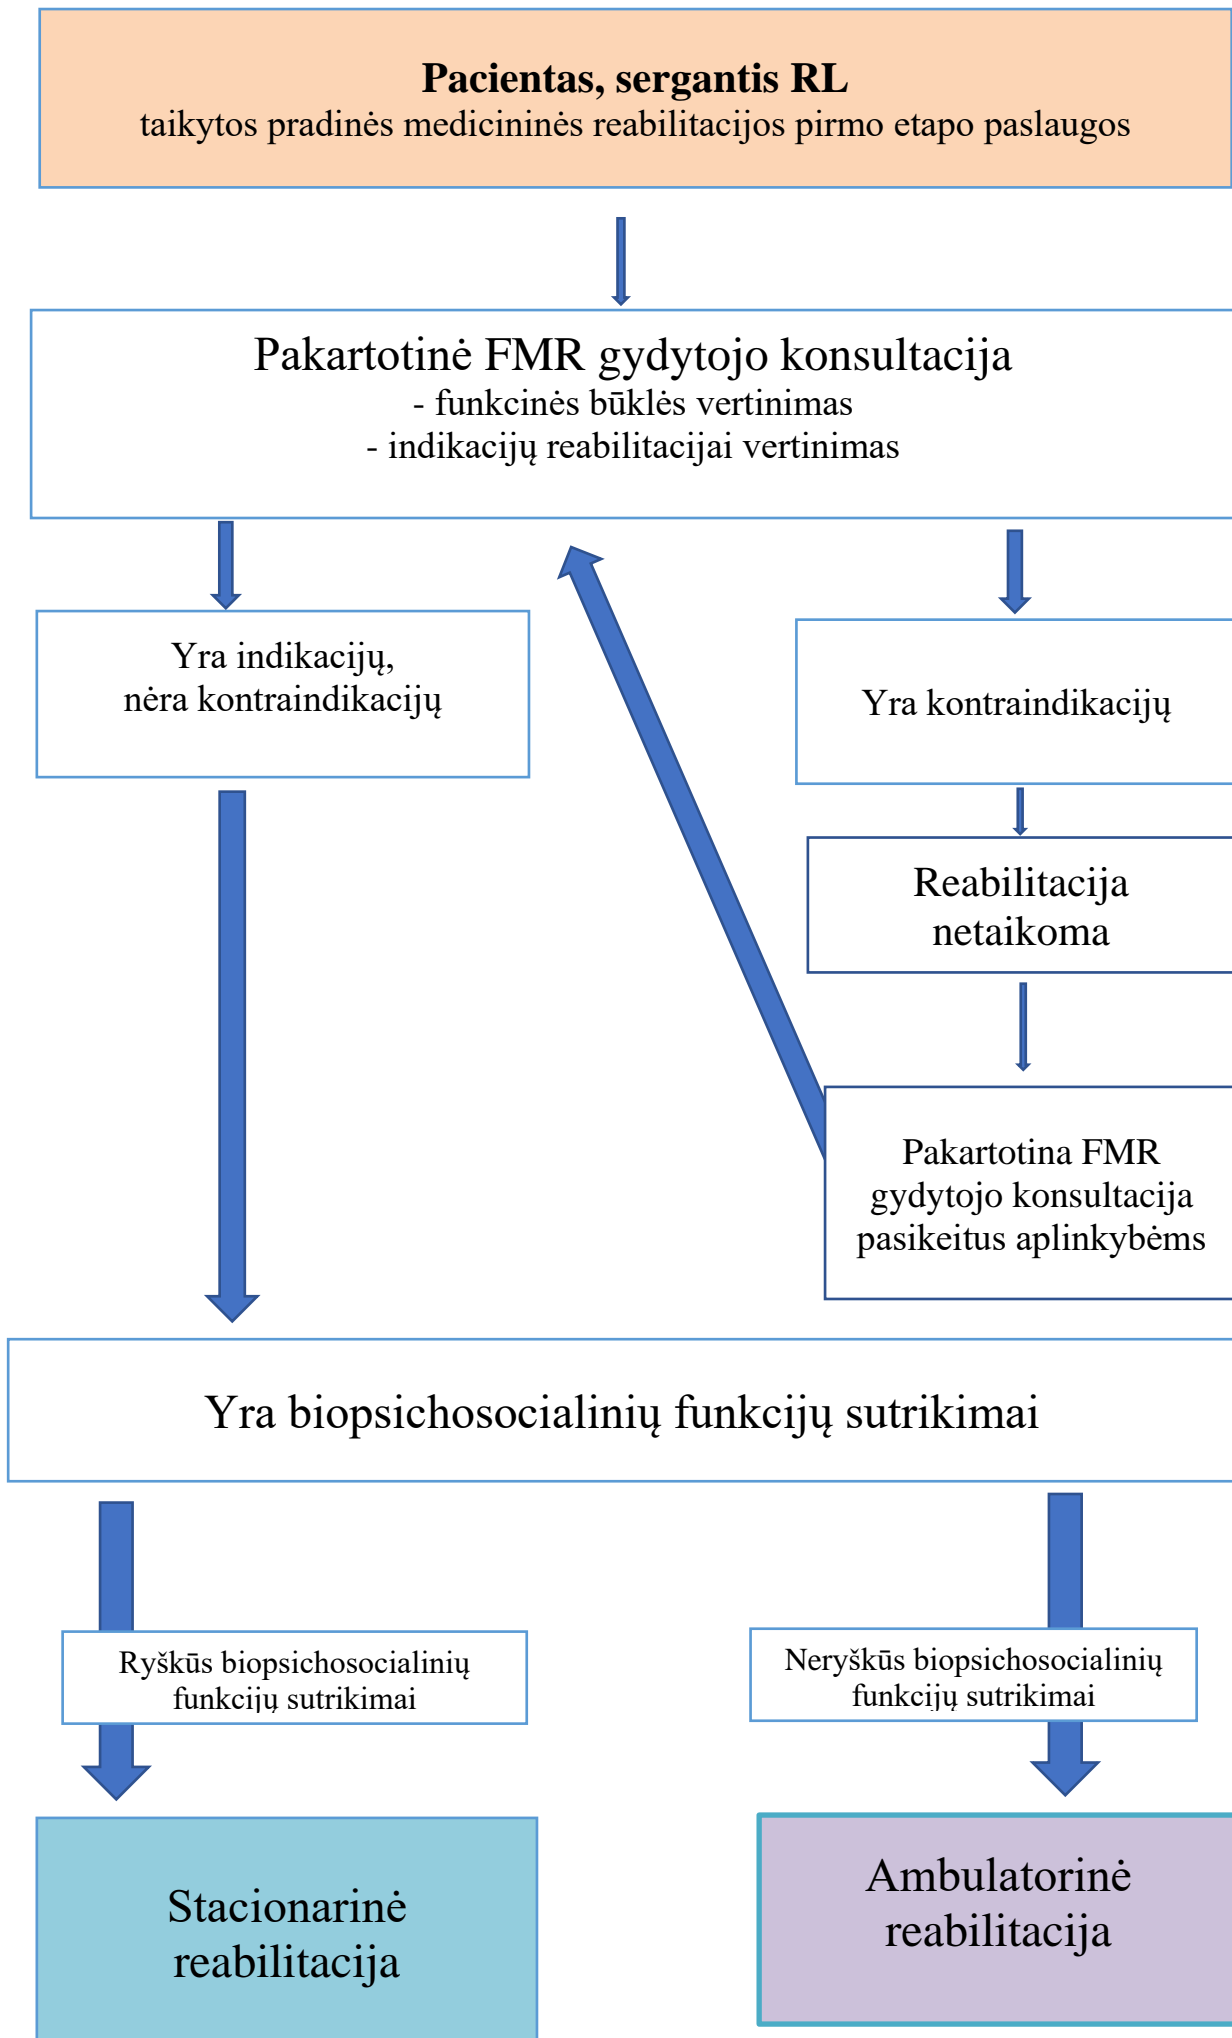 Pacientas, sergantis RL
taikytos pradinės medicininės reabilitacijos pirmo etapo paslaugos
Pakartotinė FMR gydytojo konsultacija
- funkcinės būklės vertinimas
- indikacijų reabilitacijai vertinimas
Yra indikacijų,
nėra kontraindikacijų
Yra kontraindikacijų
Reabilitacija
netaikoma
Pakartotina FMR
gydytojo konsultacija
pasikeitus aplinkybėms
Yra biopsichosocialinių funkcijų sutrikimai
Ryškūs biopsichosocialinių
funkcijų sutrikimai
Neryškūs biopsichosocialinių
funkcijų sutrikimai
Stacionarinė
reabilitacija
Ambulatorinė
reabilitacija